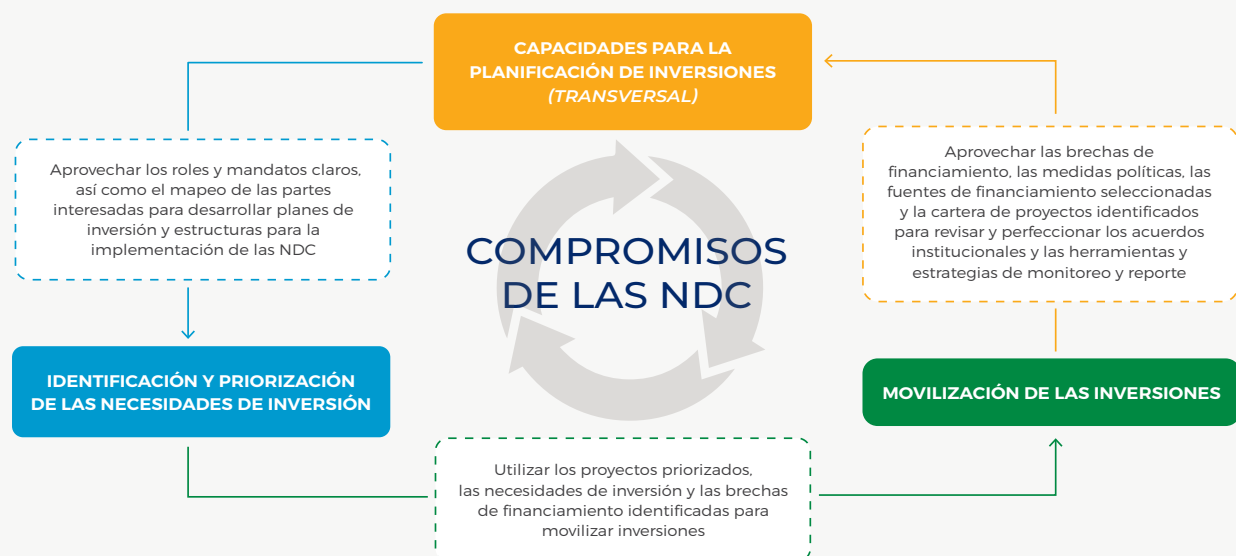 CAPACIDADES PARA LA
PLANIFICACIÓN DE INVERSIONES
(TRANSVERSAL)
Aprovechar los roles y mandatos claros,
así como el mapeo de las partes
interesadas para desarrollar planes de
inversión y estructuras para la
implementación de las NDC
Aprovechar las brechas de
financiamiento, las medidas políticas, las
fuentes de financiamiento seleccionadas
y la cartera de proyectos identificados
para revisar y perfeccionar los acuerdos
institucionales y las herramientas y
estrategias de monitoreo y reporte
COMPROMISOS
DE LAS NDC
IDENTIFICACIÓN Y PRIORIZACIÓN
DE LAS NECESIDADES DE INVERSIÓN
MOVILIZACIÓN DE LAS INVERSIONES
Utilizar los proyectos priorizados,
las necesidades de inversión y las brechas
de financiamiento identificadas para
movilizar inversiones